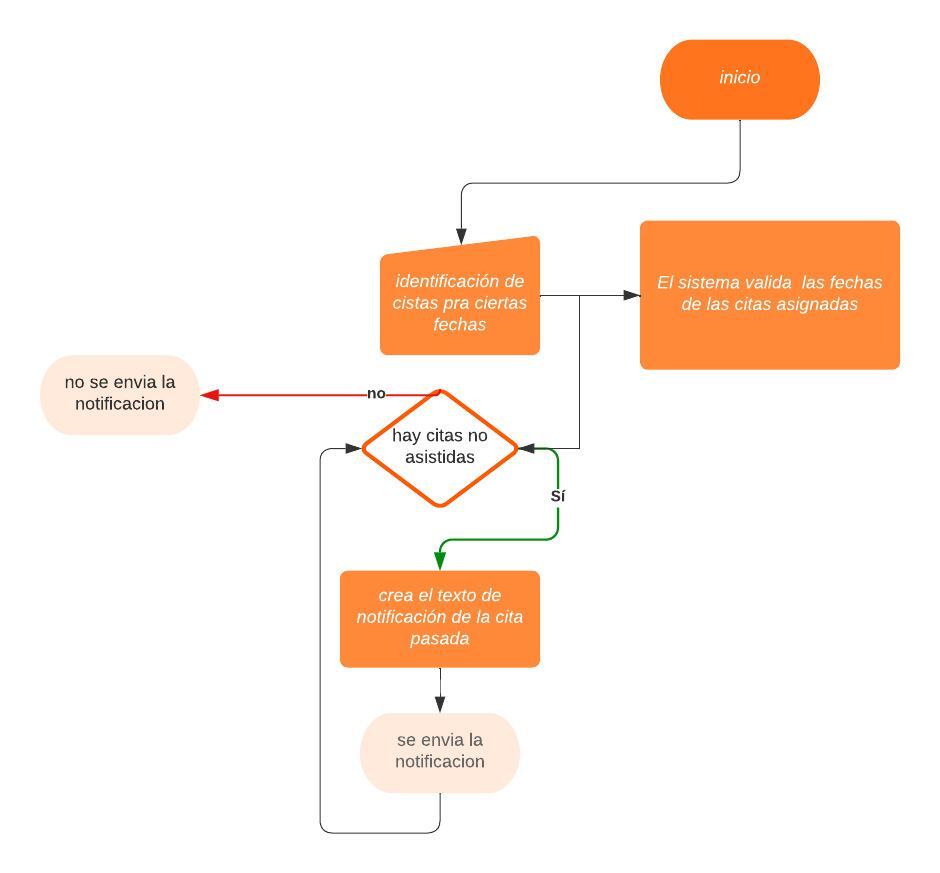 inicio
identificación de
cistas pra ciertas
fechas
El sistema valida las fechas
de las citas asignadas
no se envia la
notificacion
no
hay citas no
asistidas
Sí
crea el texto de
notificación de la cita
pasada
se envia la
notificacion